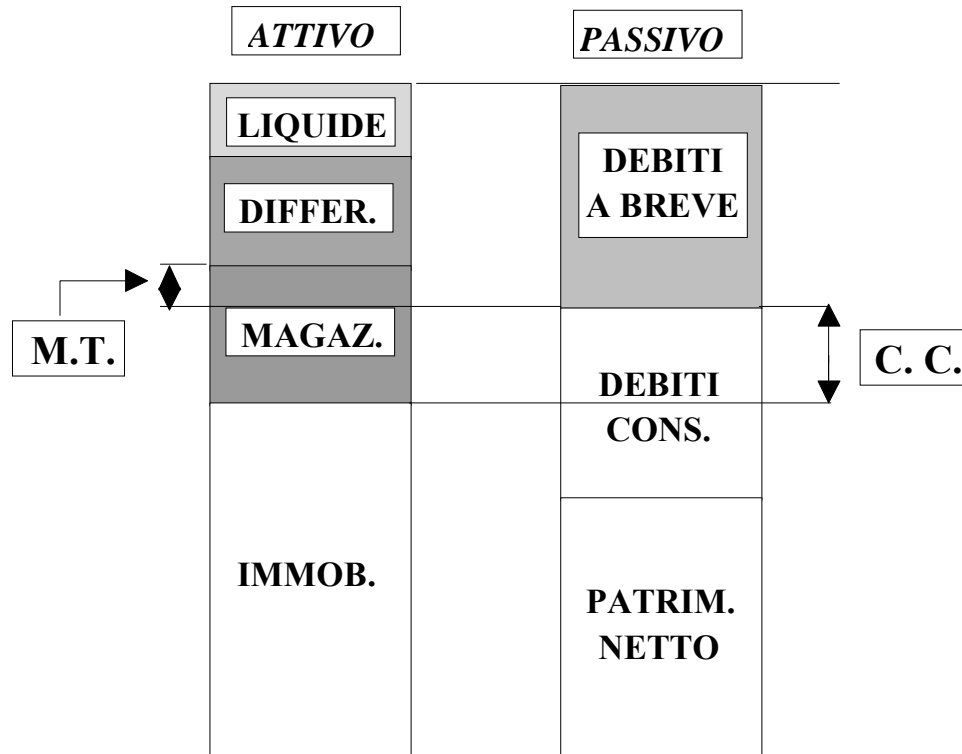 ATTIVO
PASSIVO
LIQUIDE
DIFFER.
MAGAZ.
IMMOB.
M.T.
DEBITI
A BREVE
DEBITI
CONS.
PATRIM.
NETTO
C. C.